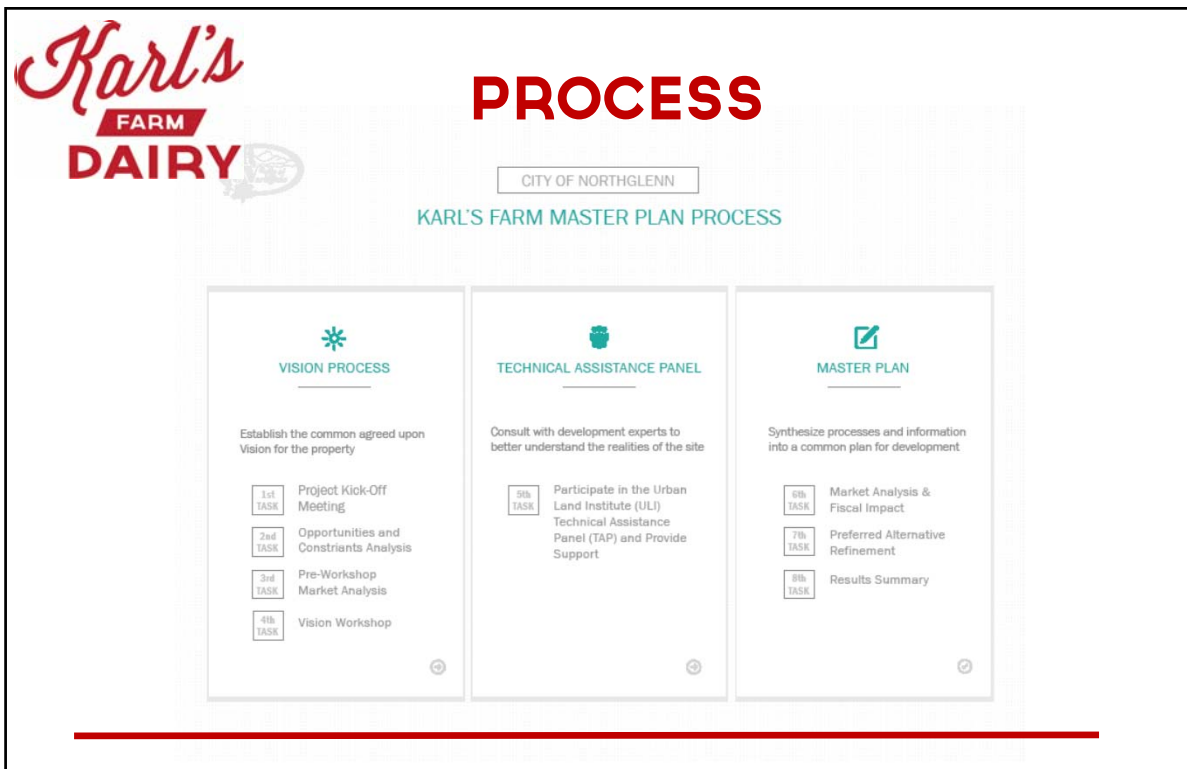 Karl's
FARM
DAIRY
PROCESS
CITY OF NORTHGLENN
KARL'S FARM MASTER PLAN PROCESS
VISION PROCESS
Establish the common agreed upon
Vision for the property
1st
TASK
Project Kick-Off
Meeting
2nd
TASK
Opportunities and
Constriants Analysis
3rd
TASK
Pre-Workshop
Market Analysis
4th
TASK
Vision Workshop
TECHNICAL ASSISTANCE PANEL
Consult with development experts to
better understand the realities of the site
5th
TASK
Participate in the Urban
Land Institute (ULI)
Technical Assistance
Panel (TAP) and Provide
Support
MASTER PLAN
Synthesize processes and information
into a common plan for development
6th
TASK
Market Analysis &
Fiscal Impact
7th
TASK
Preferred Alternative
Refinement
8th
TASK
Results Summary